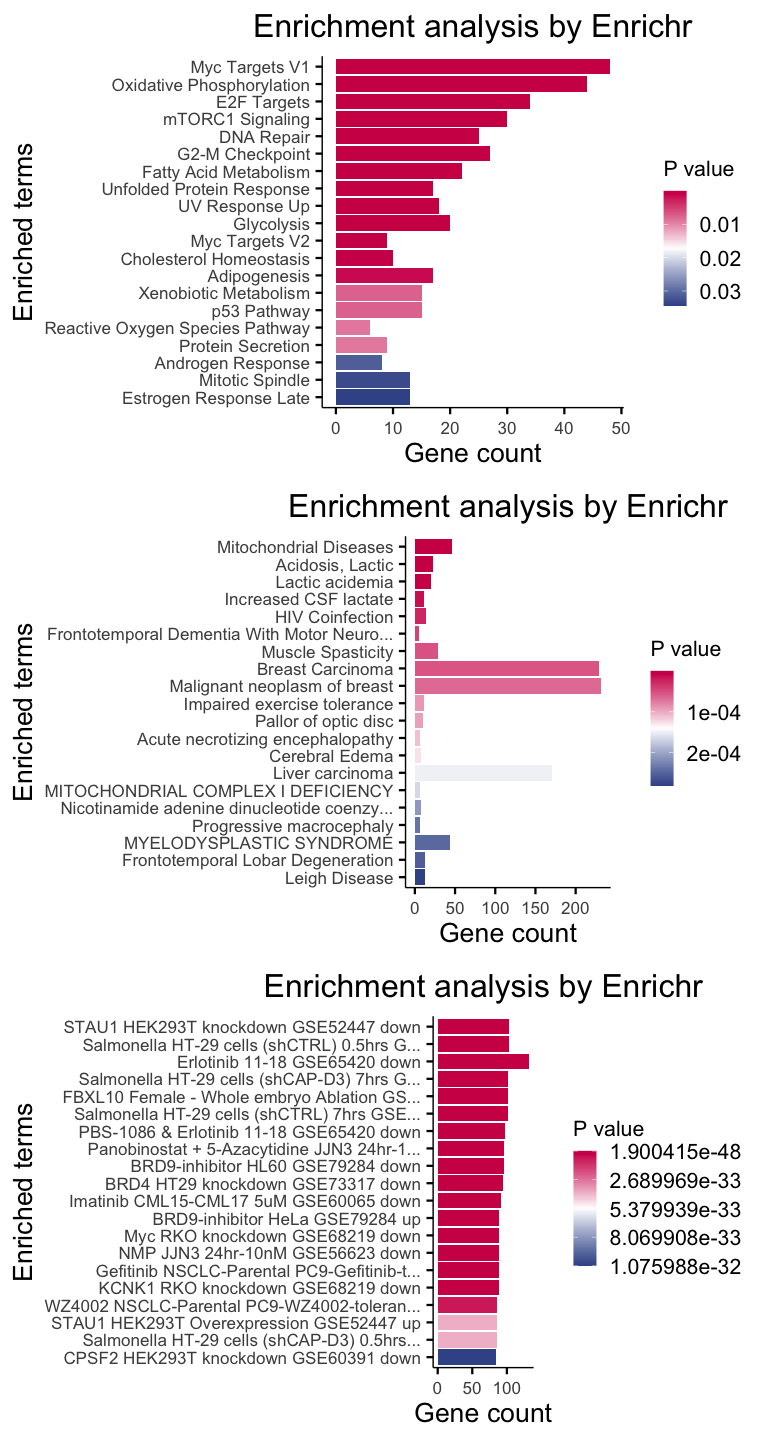 Enrichment analysis by Enrichr
Enriched terms
Myc Targets V1
Oxidative Phosphorylation
E2F Targets
mTORC1 Signaling
DNA Repair
G2-M Checkpoint
Fatty Acid Metabolism
Unfolded Protein Response
UV Response Up
Glycolysis
Myc Targets V2
Cholesterol Homeostasis
Adipogenesis
Xenobiotic Metabolism
p53 Pathway
Reactive Oxygen Species Pathway
Protein Secretion
Androgen Response
Mitotic Spindle
Estrogen Response Late
0 10 20 30 40 50
Gene count
P value
0.01
0.02
0.03
Enrichment analysis by Enrichr
Enriched terms
Mitochondrial Diseases
Acidosis, Lactic
Lactic acidemia
Increased CSF lactate
HIV Coinfection
Frontotemporal Dementia With Motor Neuro...
Muscle Spasticity
Breast Carcinoma
Malignant neoplasm of breast
Impaired exercise tolerance
Pallor of optic disc
Acute necrotizing encephalopathy
Cerebral Edema
Liver carcinoma
MITOCHONDRIAL COMPLEX I DEFICIENCY
Nicotinamide adenine dinucleotide coenzy...
Progressive macrocephaly
MYELODYSPLASTIC SYNDROME
Frontotemporal Lobar Degeneration
Leigh Disease
0 50 100 150 200
Gene count
P value
1e-04
2e-04
Enrichment analysis by Enrichr
Enriched terms
STAU1 HEK293T knockdown GSE52447 down
Salmonella HT-29 cells (shCTRL) 0.5hrs G...
Erlotinib 11-18 GSE65420 down
Salmonella HT-29 cells (shCAP-D3) 7hrs G...
FBXL10 Female - Whole embryo Ablation GS...
Salmonella HT-29 cells (shCTRL) 7hrs GSE...
PBS-1086 & Erlotinib 11-18 GSE65420 down
Panobinostat + 5-Azacytidine JJN3 24hr-1...
BRD9-inhibitor HL60 GSE79284 down
BRD4 HT29 knockdown GSE73317 down
Imatinib CML15-CML17 5uM GSE60065 down
BRD9-inhibitor HeLa GSE79284 up
Myc RKO knockdown GSE68219 down
NMP JJN3 24hr-10nM GSE56623 down
Gefitinib NSCLC-Parental PC9-Gefitinib-t...
KCNK1 RKO knockdown GSE68219 down
WZ4002 NSCLC-Parental PC9-WZ4002-toleran...
STAU1 HEK293T Overexpression GSE52447 up
Salmonella HT-29 cells (shCAP-D3) 0.5hrs...
CPSF2 HEK293T knockdown GSE60391 down
0 50 100
Gene count
P value
1.900415e-48
2.689969e-33
5.379939e-33
8.069908e-33
1.075988e-32